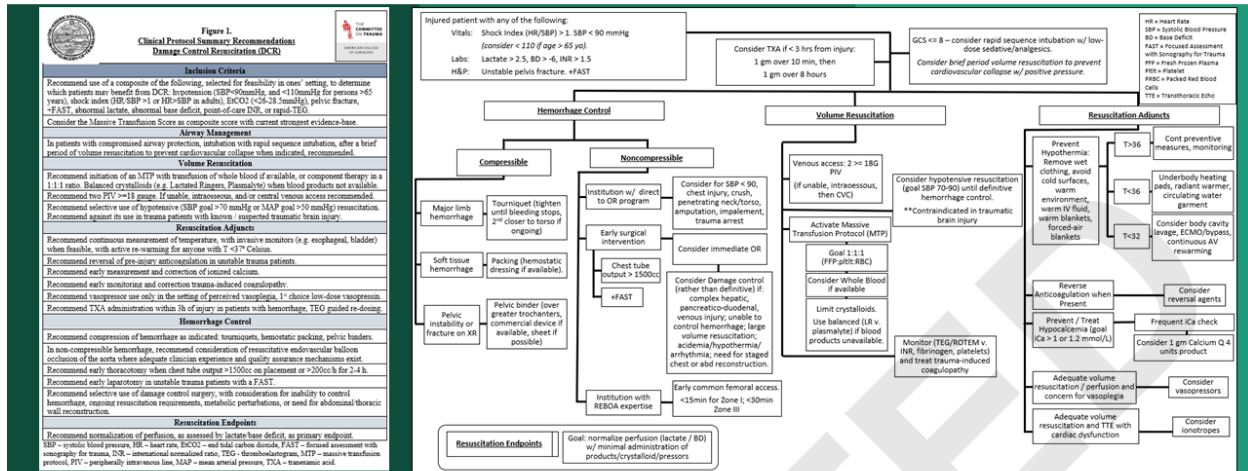 Figure 1.
Clinical Protocol Summary Recommendations
Damage Control Resuscitation (DCR)
THE
COMMITTEE
ON TRAUMA
AMERICAN COLLEGE
OF SURGEONS
Inclusion Criteria
Recommend use of a composite of the following, selected for feasibility in ones' setting, to determine
which patients may benefit from DCR: hypotension (SBP<90mmHg, and <110mmHg for persons >65
years), shock index (HR/SBP >1 or HR>SBP in adults), EtCO2 (<26-28.5mmHg), pelvic fracture,
+FAST, abnormal lactate, abnormal base deficit, point-of-care INR, or rapid-TEG.
Consider the Massive Transfusion Score as composite score with current strongest evidence-base.
Airway Management
In patients with compromised airway protection, intubation with rapid sequence intubation, after a brief
period of volume resuscitation to prevent cardiovascular collapse when indicated, recommended.
Volume Resuscitation
Recommend initiation of an MTP with transfusion of whole blood if available, or component therapy in a
1:1:1 ratio. Balanced crystalloids (e.g. Lactated Ringers, Plasmalyte) when blood products not available.
Recommend two PIV >=18 gauge. If unable, intraosseous, and/or central venous access recommended.
Recommend selective use of hypotensive (SBP goal >70 mmHg or MAP goal >50 mmHg) resuscitation.
Recommend against its use in trauma patients with known / suspected traumatic brain injury.
Resuscitation Adjuncts
Recommend continuous measurement of temperature, with invasive monitors (e.g. esophageal, bladder)
when feasible, with active re-warming for anyone with T <37° Celsius.
Recommend reversal of pre-injury anticoagulation in unstable trauma patients.
Recommend early measurement and correction of ionized calcium.
Recommend early monitoring and correction trauma-induced coagulopathy.
Recommend vasopressor use only in the setting of perceived vasoplegia, 1st choice low-dose vasopressin.
Recommend TXA administration within 3h of injury in patients with hemorrhage, TEG guided re-dosing.
Hemorrhage Control
Recommend compression of hemorrhage as indicated: tourniquets, hemostatic packing, pelvic binders.
In non-compressible hemorrhage, recommend consideration of resuscitative endovascular balloon
occlusion of the aorta where adequate clinician experience and quality assurance mechanisms exist.
Recommend early thoracotomy when chest tube output >1500cc on placement or >200cc/h for 2-4 h.
Recommend early laparotomy in unstable trauma patients with a FAST.
Recommend selective use of damage control surgery, with consideration for inability to control
hemorrhage, ongoing resuscitation requirements, metabolic perturbations, or need for abdominal/thoracic
wall reconstruction.
Resuscitation Endpoints
Recommend normalization of perfusion, as assessed by lactate/base deficit, as primary endpoint.
SBP – systolic blood pressure, HR – heart rate, EtCO2 – end tidal carbon dioxide, FAST – focused assessment with
sonography for trauma, INR – international normalized ratio, TEG - thromboelastogram, MTP – massive transfusion
protocol, PIV – peripherally intravenous line, MAP – mean arterial pressure, TXA – tranexamic acid.
Injured patient with any of the following:
Vitals: Shock Index (HR/SBP) > 1. SBP < 90 mmHg
(consider < 110 if age > 65 yo).
Labs: Lactate > 2.5, BD > -6, INR > 1.5
H&P: Unstable pelvic fracture. +FAST
Consider TXA if < 3 hrs from injury:
1 gm over 10 min, then
1 gm over 8 hours
GCS <= 8 – consider rapid sequence intubation w/ low-
dose sedative/analgesics.
Consider brief period volume resuscitation to prevent
cardiovascular collapse w/ positive pressure.
HR = Heart Rate
SBP = Systolic Blood Pressure
BD = Base Deficit
FAST = Focused Assessment
with Sonography for Trauma
FFP = Fresh Frozen Plasma
Pltlt = Platelet
PRBC = Packed Red Blood
Cells
TTE = Transthoracic Echo
Hemorrhage Control
Compressible
Major limb
hemorrhage
Tourniquet (tighten
until bleeding stops,
2nd closer to torso if
ongoing)
Soft tissue
hemorrhage
Packing (hemostatic
dressing if available).
Pelvic
instability or
fracture on XR
Pelvic binder (over
greater trochanters,
commercial device if
available, sheet if
possible)
Noncompressible
Institution w/ direct
to OR program
Consider for SBP < 90,
chest injury, crush,
penetrating neck/torso,
amputation, impalement,
trauma arrest
Early surgical
intervention
Consider immediate OR
Chest tube
output > 1500cc
+FAST
Consider Damage control
(rather than definitive) if:
complex hepatic,
pancreatico-duodenal,
venous injury; unable to
control hemorrhage; large
volume resuscitation;
acidemia/hypothermia/
arrhythmia; need for staged
chest or abd reconstruction.
Institution with
REBOA expertise
Early common femoral access.
<15min for Zone I; <30min
Zone III
Volume Resuscitation
Venous access: 2 >= 18G
PIV
(if unable, intraosseous,
then CVC)
Consider hypotensive resuscitation
(goal SBP 70-90) until definitive
hemorrhage control.
**Contraindicated in traumatic
brain injury
Activate Massive
Transfusion Protocol (MTP)
Goal 1:1:1
(FFP:pltlt:RBC)
Consider Whole Blood
if available
Limit crystalloids.
Use balanced (LR v.
plasmalyte) if blood
products unavailable.
Monitor (TEG/ROTEM v.
INR, fibrinogen, platelets)
and treat trauma-induced
coagulopathy
Resuscitation Adjuncts
Prevent
Hypothermia:
Remove wet
clothing, avoid
cold surfaces,
warm
environment,
warm IV fluid,
warm blankets,
forced-air
blankets
T>36
Cont preventive
measures, monitoring
T<36
Underbody heating
pads, radiant warmer,
circulating water
garment
T<32
Consider body cavity
lavage, ECMO/bypass,
continuous AV
rewarming
Reverse
Anticoagulation when
Present
Consider
reversal agents
Prevent / Treat
Hypocalcemia (goal
iCa > 1 or 1.2 mmol/L)
Frequent iCa check
Consider 1 gm Calcium Q 4
units product
Adequate volume
resuscitation / perfusion and
concern for vasoplegia
Consider
vasopressors
Adequate volume
resuscitation and TTE with
cardiac dysfunction
Consider
ionotropes
Resuscitation Endpoints
Goal: normalize perfusion (lactate / BD)
w/ minimal administration of
products/crystalloid/pressors